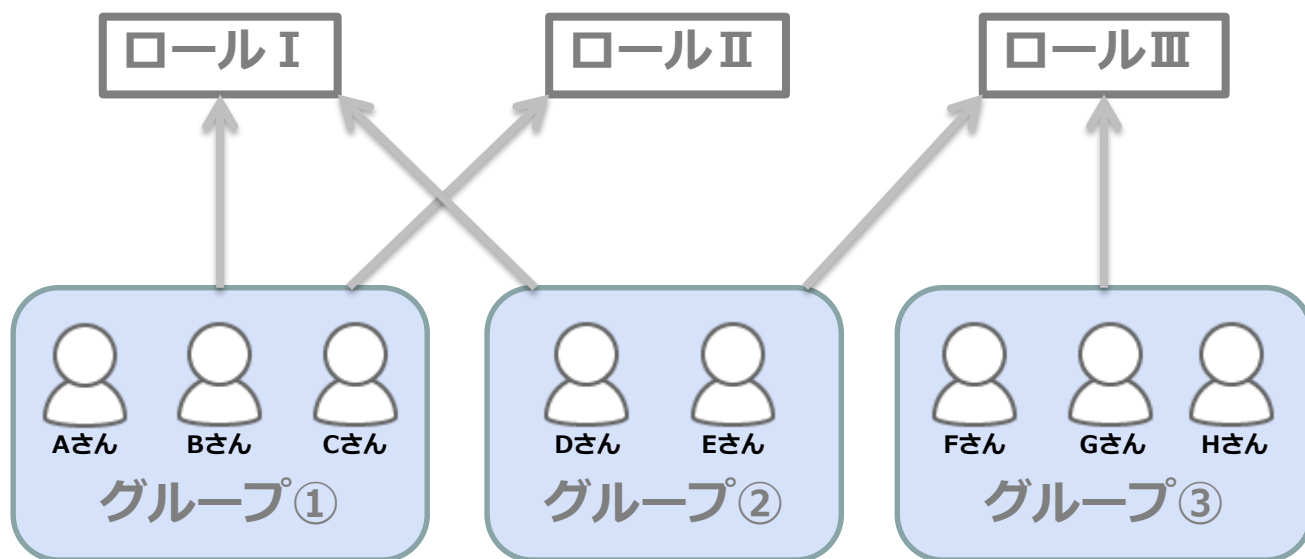 ロールⅠ
ロールⅡ
ロールⅢ
Aさん
Bさん
Cさん
グループ①
Dさん
Eさん
グループ②
Fさん
Gさん
Hさん
グループ③